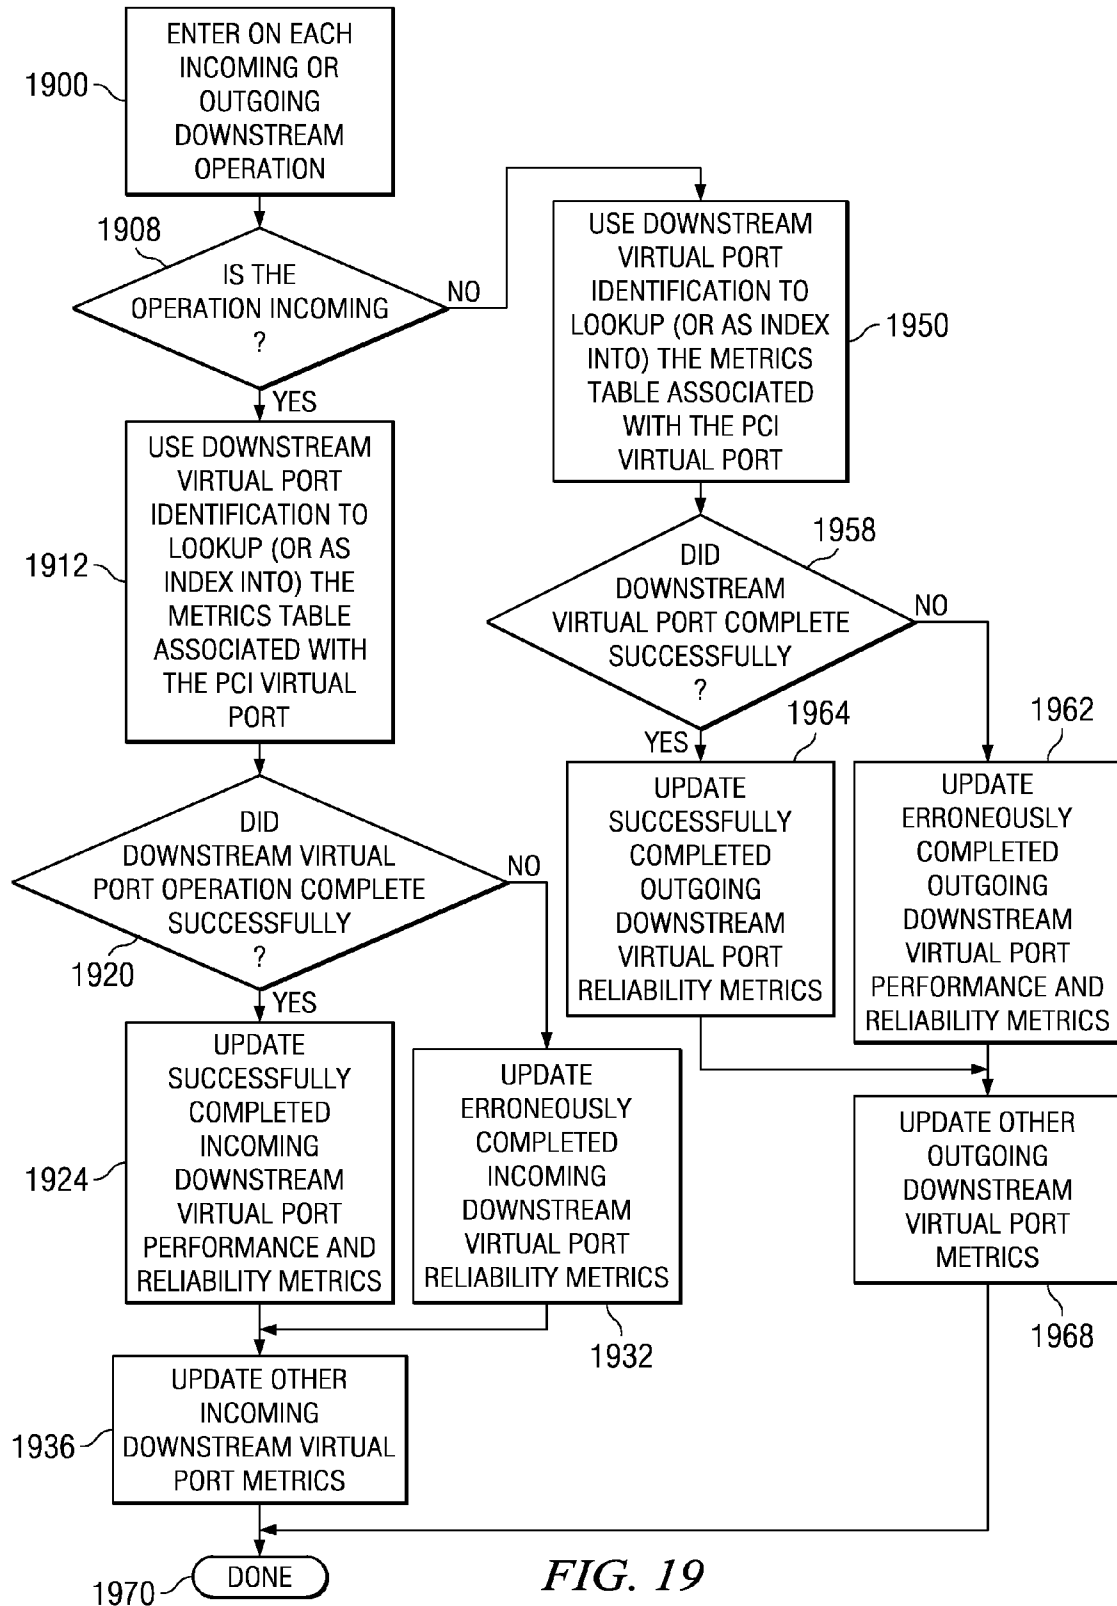 ENTER ON EACH
INCOMING OR
OUTGOING
DOWNSTREAM
OPERATION
1900
1908
IS THE
OPERATION INCOMING
?
NO
YES
USE DOWNSTREAM
VIRTUAL PORT
IDENTIFICATION TO
LOOKUP (OR AS
INDEX INTO) THE
METRICS TABLE
ASSOCIATED WITH
THE PCI VIRTUAL
PORT
1912
DID
DOWNSTREAM VIRTUAL
PORT OPERATION COMPLETE
SUCCESSFULLY
?
1920
NO
YES
UPDATE
SUCCESSFULLY
COMPLETED
INCOMING
DOWNSTREAM
VIRTUAL PORT
PERFORMANCE AND
RELIABILITY METRICS
1924
UPDATE
ERRONEOUSLY
COMPLETED
INCOMING
DOWNSTREAM
VIRTUAL PORT
RELIABILITY METRICS
1932
UPDATE OTHER
INCOMING
DOWNSTREAM VIRTUAL
PORT METRICS
1936
USE DOWNSTREAM
VIRTUAL PORT
IDENTIFICATION TO
LOOKUP (OR AS INDEX
INTO) THE METRICS
TABLE ASSOCIATED
WITH THE PCI
VIRTUAL PORT
1950
1958
DID
DOWNSTREAM
VIRTUAL PORT COMPLETE
SUCCESSFULLY
?
NO
YES
1964
UPDATE
SUCCESSFULLY
COMPLETED
OUTGOING
DOWNSTREAM
VIRTUAL PORT
RELIABILITY METRICS
1962
UPDATE
ERRONEOUSLY
COMPLETED
OUTGOING
DOWNSTREAM
VIRTUAL PORT
PERFORMANCE AND
RELIABILITY METRICS
UPDATE OTHER
OUTGOING
DOWNSTREAM
VIRTUAL PORT
METRICS
1968
DONE
1970
FIG. 19